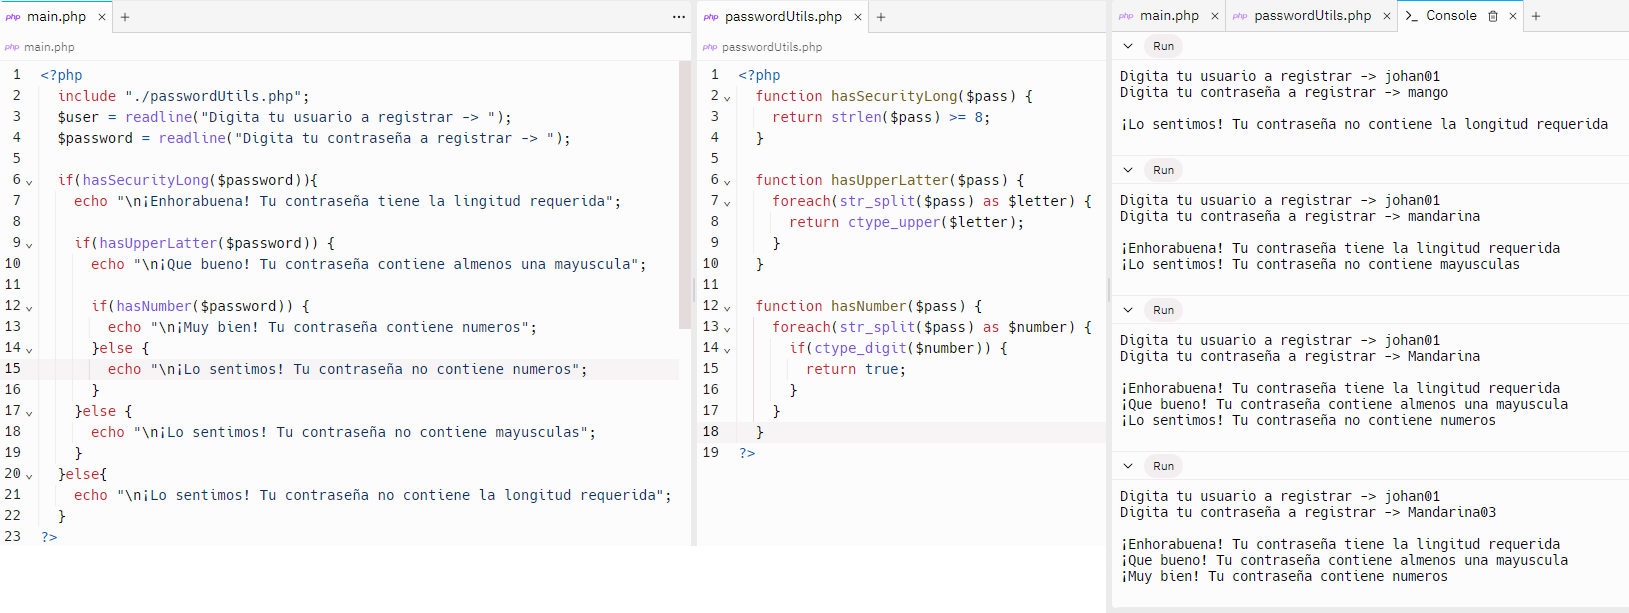 php main.php × +
php main.php
1 <?php
2 include "./passwordUtils.php";
3 $user = readline("Digita tu usuario a registrar -> ");
4 $password = readline("Digita tu contraseña a registrar -> ");
5
6 if(hasSecurityLong($password)){
7 echo "\n¡Enhorabuena! Tu contraseña tiene la lingitud requerida";
8
9 if(hasUpperLatter($password)) {
10 echo "\n¡Que bueno! Tu contraseña contiene almenos una mayuscula";
11
12 if(hasNumber($password)) {
13 echo "\n¡Muy bien! Tu contraseña contiene numeros";
14 }else {
15 echo "\n¡Lo sentimos! Tu contraseña no contiene numeros";
16 }
17 }else {
18 echo "\n¡Lo sentimos! Tu contraseña no contiene mayusculas";
19 }
20 }else{
21 echo "\n¡Lo sentimos! Tu contraseña no contiene la longitud requerida";
22 }
23 ?>
php passwordUtils.php × +
php passwordUtils.php
1 <?php
2 function hasSecurityLong($pass) {
3 return strlen($pass) >= 8;
4 }
5
6 function hasUpperLatter($pass) {
7 foreach(str_split($pass) as $letter) {
8 return ctype_upper($letter);
9 }
10 }
11
12 function hasNumber($pass) {
13 foreach(str_split($pass) as $number) {
14 if(ctype_digit($number)) {
15 return true;
16 }
17 }
18 }
19 ?>
php main.php × php passwordUtils.php × Console × +
Run
Digita tu usuario a registrar -> johan01
Digita tu contraseña a registrar -> mango
¡Lo sentimos! Tu contraseña no contiene la longitud requerida
Run
Digita tu usuario a registrar -> johan01
Digita tu contraseña a registrar -> mandarina
¡Enhorabuena! Tu contraseña tiene la lingitud requerida
¡Lo sentimos! Tu contraseña no contiene mayusculas
Run
Digita tu usuario a registrar -> johan01
Digita tu contraseña a registrar -> Mandarina
¡Enhorabuena! Tu contraseña tiene la lingitud requerida
¡Que bueno! Tu contraseña contiene almenos una mayuscula
¡Lo sentimos! Tu contraseña no contiene numeros
Run
Digita tu usuario a registrar -> johan01
Digita tu contraseña a registrar -> Mandarina03
¡Enhorabuena! Tu contraseña tiene la lingitud requerida
¡Que bueno! Tu contraseña contiene almenos una mayuscula
¡Muy bien! Tu contraseña contiene numeros